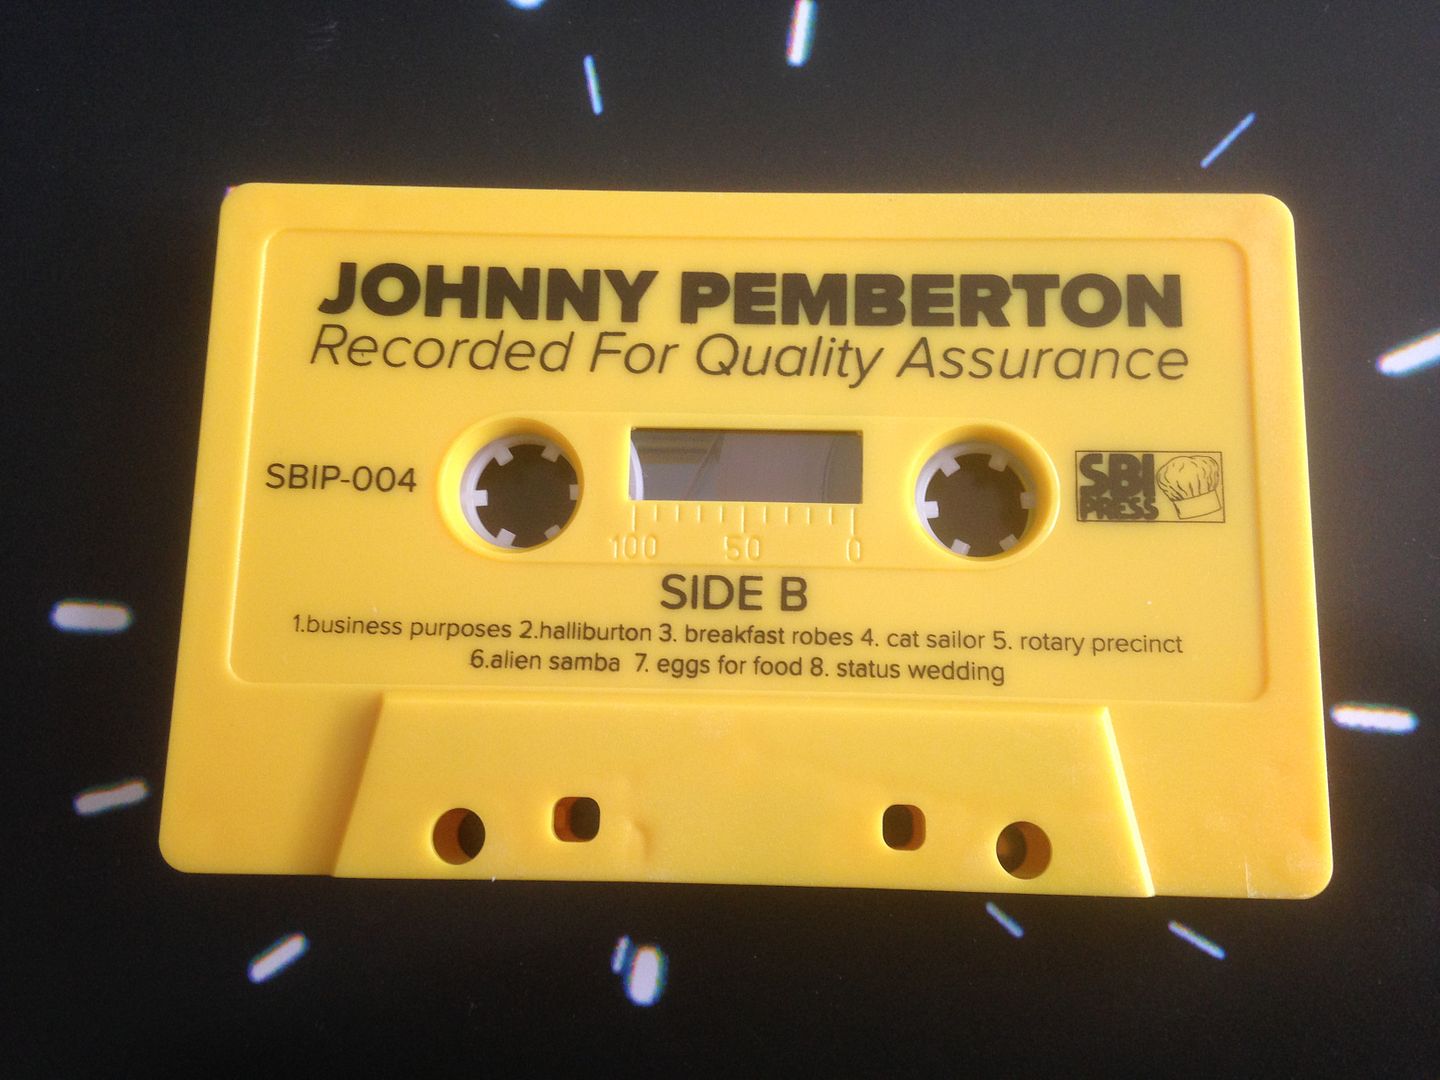 JOHNNY PEMBERTON
Recorded For Quality Assurance
SBIP-004
SBI
PRESS
100 50 0
SIDE B
1.business purposes 2.halliburton 3. breakfast robes 4. cat sailor 5. rotary precinct
6.alien samba 7. eggs for food 8. status wedding